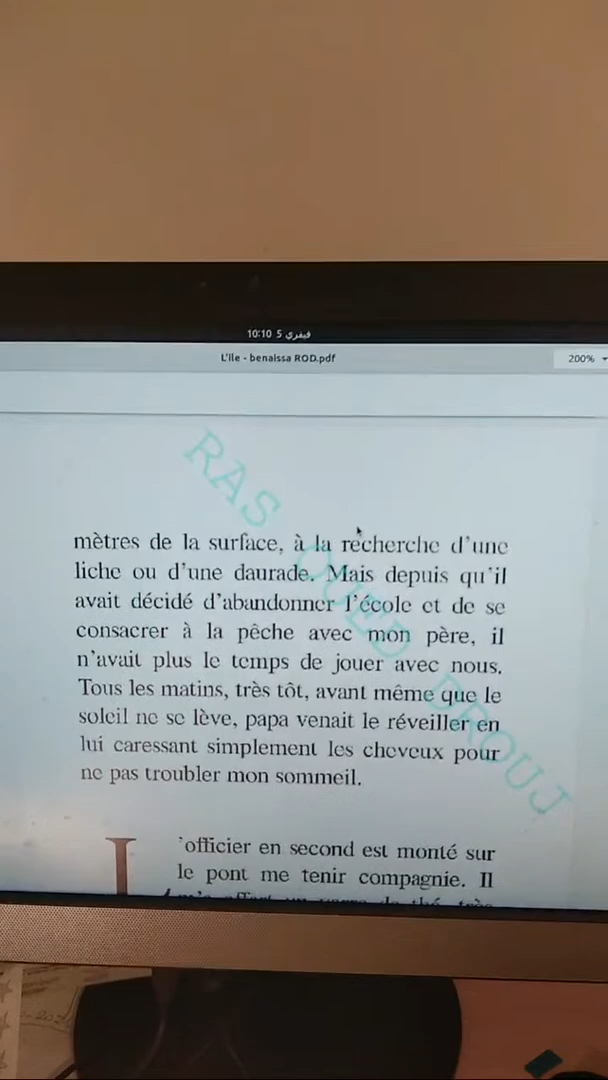 10:10 5 فيفري
L'Ile - benaissa ROD.pdf
200%
RAS OUED DROUJ
mètres de la surface, à la recherche d'une
liche ou d'une daurade. Mais depuis qu'il
avait décidé d'abandonner l'école et de se
consacrer à la pêche avec mon père, il
n'avait plus le temps de jouer avec nous.
Tous les matins, très tôt, avant même que le
soleil ne se lève, papa venait le réveiller en
lui caressant simplement les cheveux pour
ne pas troubler mon sommeil.
L'officier en second est monté sur
le pont me tenir compagnie. Il